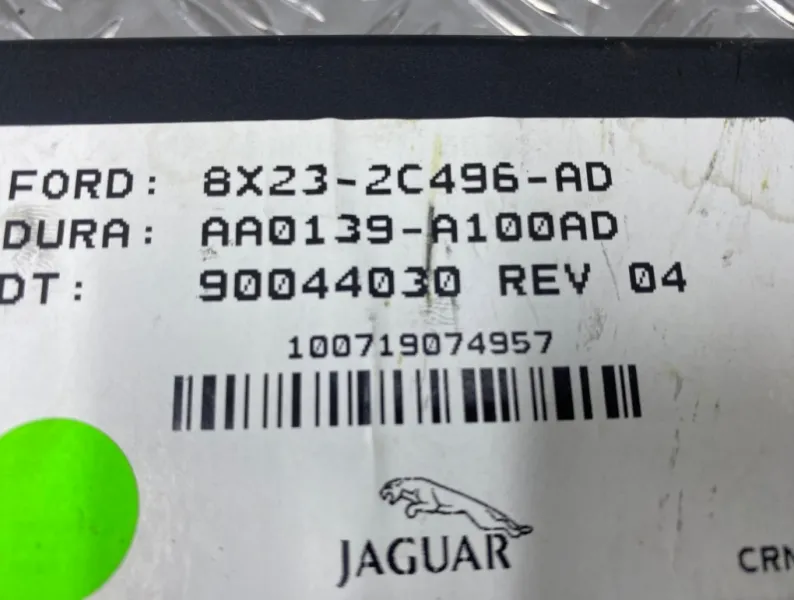 FORD: 8X23-2C496-AD
DURA: AA0139-A100AD
DT: 90044030 REV 04
100719074957
JAGUAR
CRN